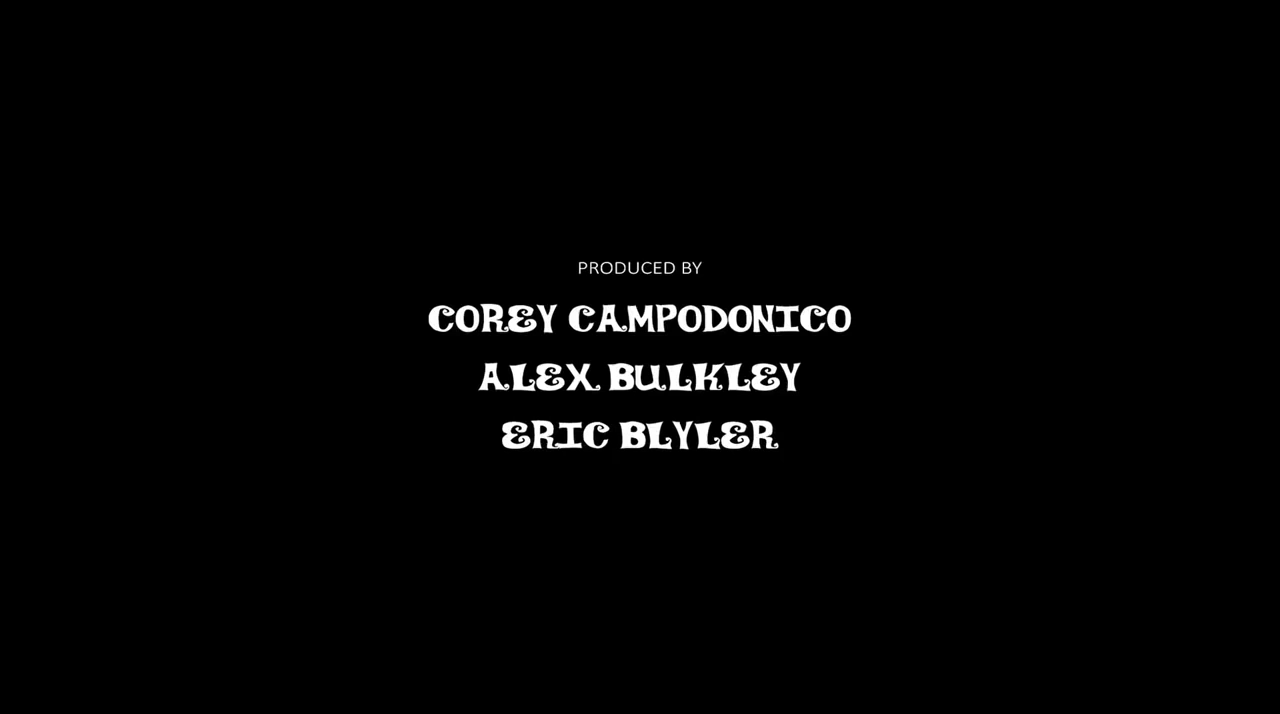 PRODUCED BY
COREY CAMPODONICO
ALEX BULKLEY
ERIC BLYLER